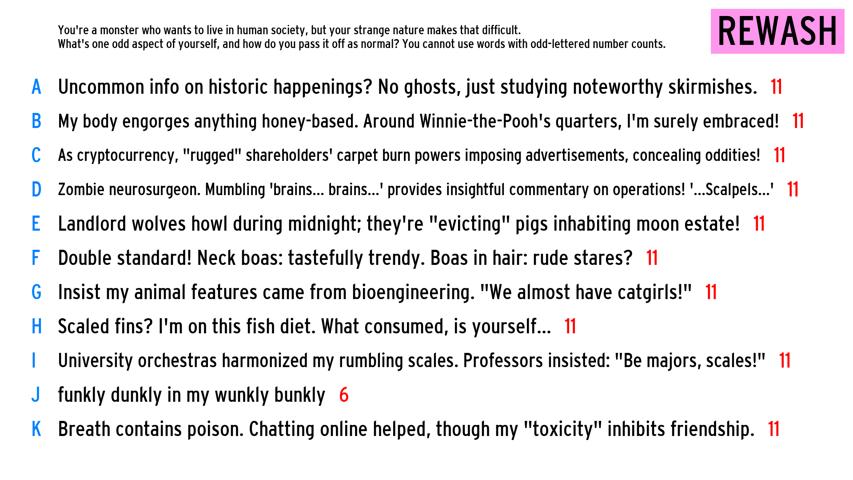 You're a monster who wants to live in human society, but your strange nature makes that difficult.
What's one odd aspect of yourself, and how do you pass it off as normal? You cannot use words with odd-lettered number counts.
REWASH
A Uncommon info on historic happenings? No ghosts, just studying noteworthy skirmishes. 11
B My body engorges anything honey-based. Around Winnie-the-Pooh's quarters, I'm surely embraced! 11
C As cryptocurrency, "rugged" shareholders' carpet burn powers imposing advertisements, concealing oddities! 11
D Zombie neurosurgeon. Mumbling 'brains... brains...' provides insightful commentary on operations! '...Scalpels...' 11
E Landlord wolves howl during midnight; they're "evicting" pigs inhabiting moon estate! 11
F Double standard! Neck boas: tastefully trendy. Boas in hair: rude stares? 11
G Insist my animal features came from bioengineering. "We almost have catgirls!" 11
H Scaled fins? I'm on this fish diet. What consumed, is yourself... 11
I University orchestras harmonized my rumbling scales. Professors insisted: "Be majors, scales!" 11
J funkly dunkly in my wunkly bunkly 6
K Breath contains poison. Chatting online helped, though my "toxicity" inhibits friendship. 11